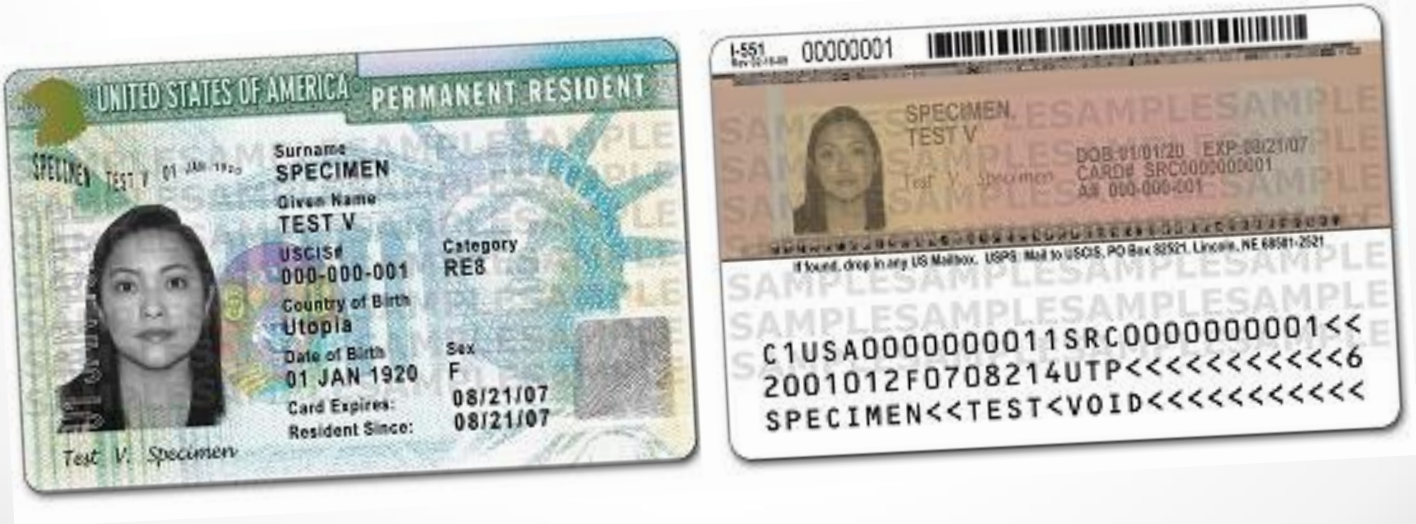 UNITED STATES OF AMERICA PERMANENT RESIDENT
SPECIMEN TEST V 01 JAN 1920
Surname
SPECIMEN
Given Name
TEST V
USCIS# Category
000-000-001 RE8
Country of Birth
Utopia
Date of Birth Sex
01 JAN 1920 F
Card Expires: 08/21/07
Resident Since: 08/21/07
Test V. Specimen
I-551 00000001
SPECIMEN,
TEST V
DOB:01/01/20 EXP:08/21/07
CARD# SRC0000000001
Test V Specimen
A# 000-000-001
If found, drop in any US Mailbox. USPS: Mail to USCIS, PO Box 82521, Lincoln, NE 68501-2521
SAMPLESAMPLESAMPLE
SAMPLESAMPLESAMPLE
C1USA0000000011SRC0000000001<<
2001012F0708214UTP<<<<<<<<<<<6
SPECIMEN<<TEST<VOID<<<<<<<<<<<